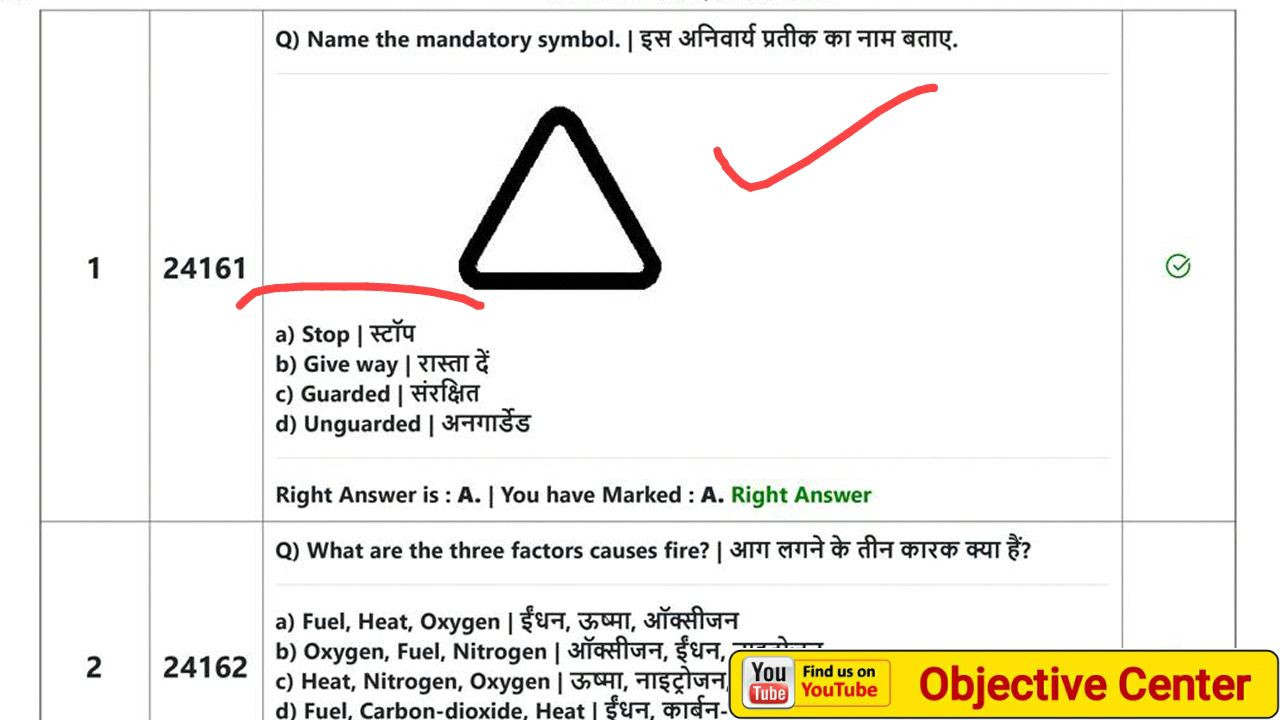 Q) Name the mandatory symbol. | इस अनिवार्य प्रतीक का नाम बताए.
1
24161
a) Stop | स्टॉप
b) Give way | रास्ता दें
c) Guarded | संरक्षित
d) Unguarded | अनगार्डेड
Right Answer is : A. | You have Marked : A. Right Answer
Q) What are the three factors causes fire? | आग लगने के तीन कारक क्या हैं?
2
24162
a) Fuel, Heat, Oxygen | ईंधन, ऊष्मा, ऑक्सीजन
b) Oxygen, Fuel, Nitrogen | ऑक्सीजन, ईंधन,
c) Heat, Nitrogen, Oxygen | ऊष्मा, नाइट्रोजन,
d) Fuel, Carbon-dioxide, Heat | ईंधन, कार्बन-
You Tube
Find us on YouTube
Objective Center